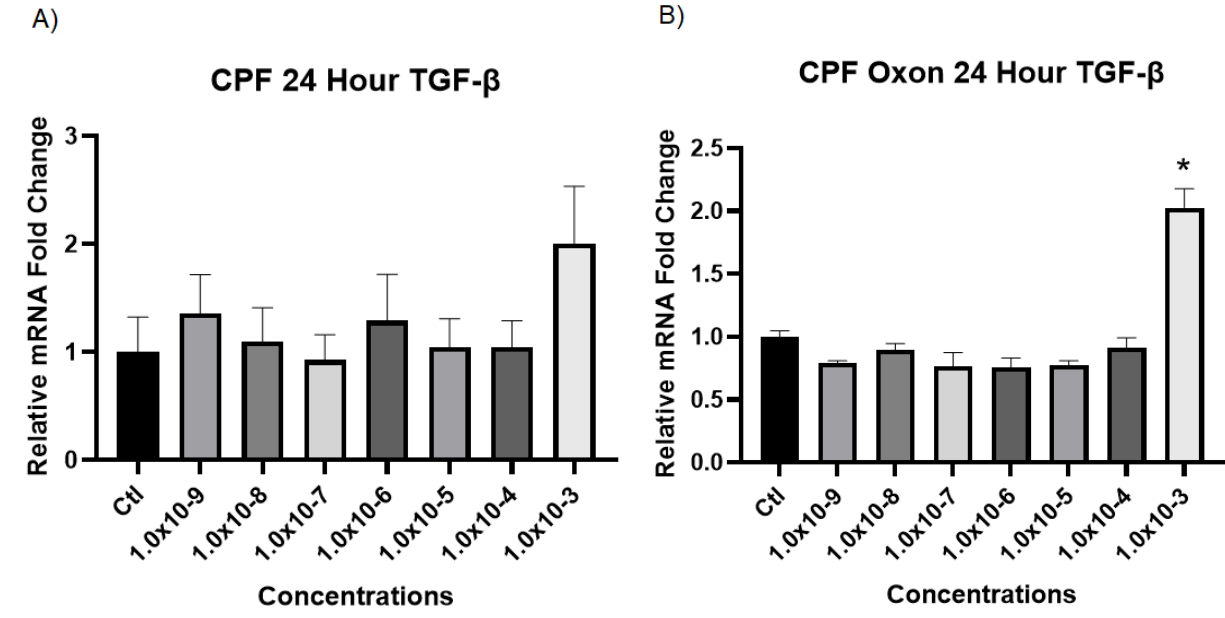 A)
CPF 24 Hour TGF-β
Relative mRNA Fold Change
3
2
1
0
Ctl
1.0x10-9
1.0x10-8
1.0x10-7
1.0x10-6
1.0x10-5
1.0x10-4
1.0x10-3
Concentrations
B)
CPF Oxon 24 Hour TGF-β
Relative mRNA Fold Change
2.5
2.0
1.5
1.0
0.5
0.0
*
Ctl
1.0x10-9
1.0x10-8
1.0x10-7
1.0x10-6
1.0x10-5
1.0x10-4
1.0x10-3
Concentrations